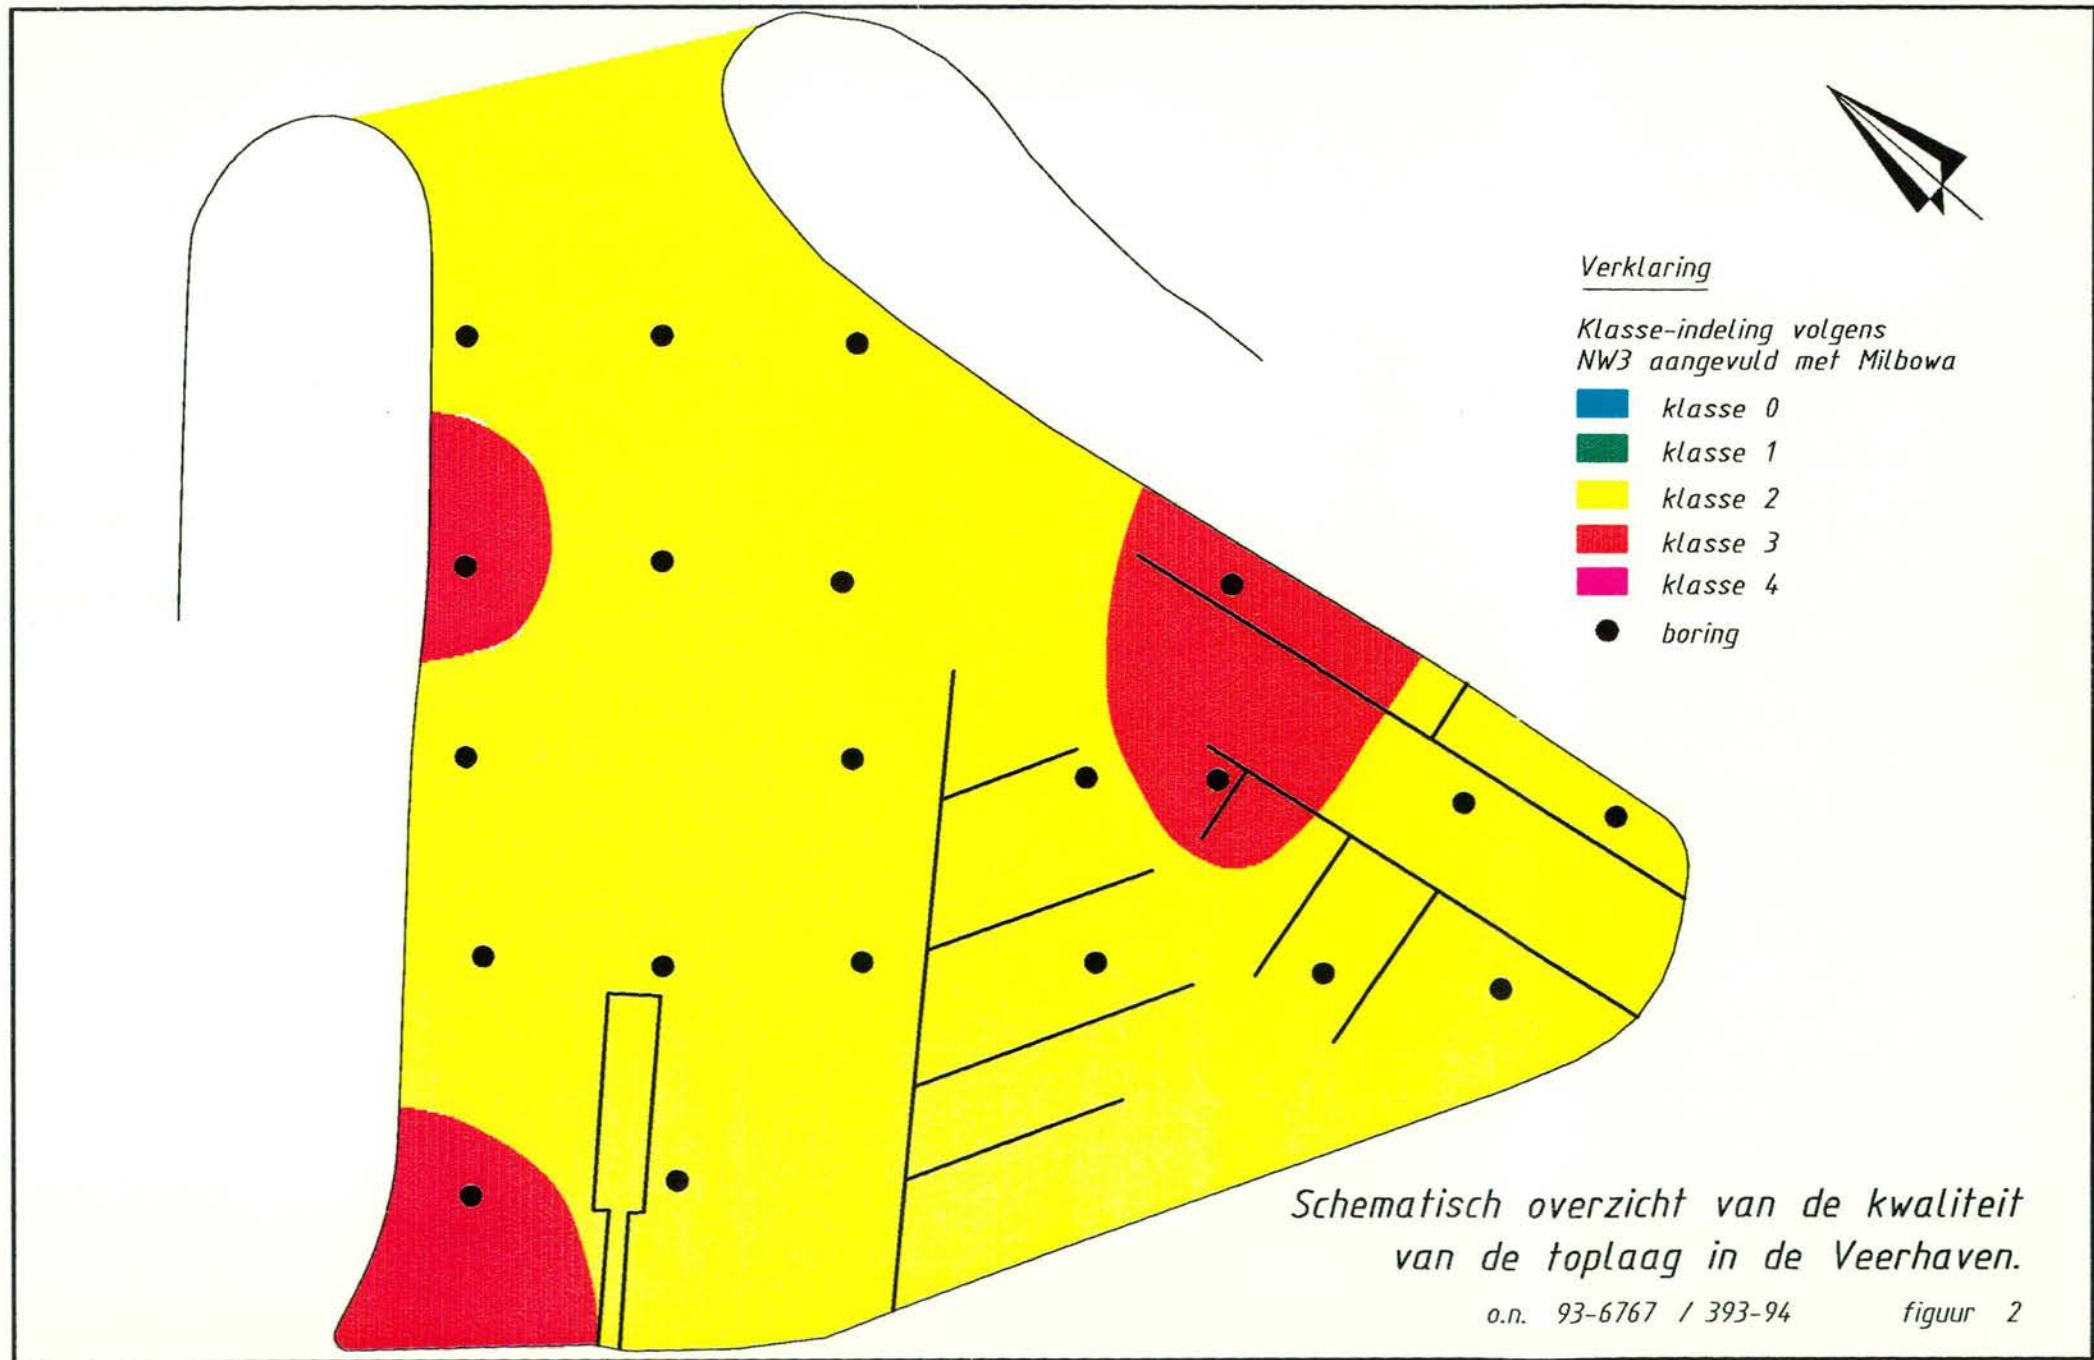 Verklaring
Klasse-indeling volgens
NW3 aangevuld met Milbowa
klasse 0
klasse 1
klasse 2
klasse 3
klasse 4
boring
Schematisch overzicht van de kwaliteit
van de toplaag in de Veerhaven.
o.n. 93-6767 / 393-94 figuur 2